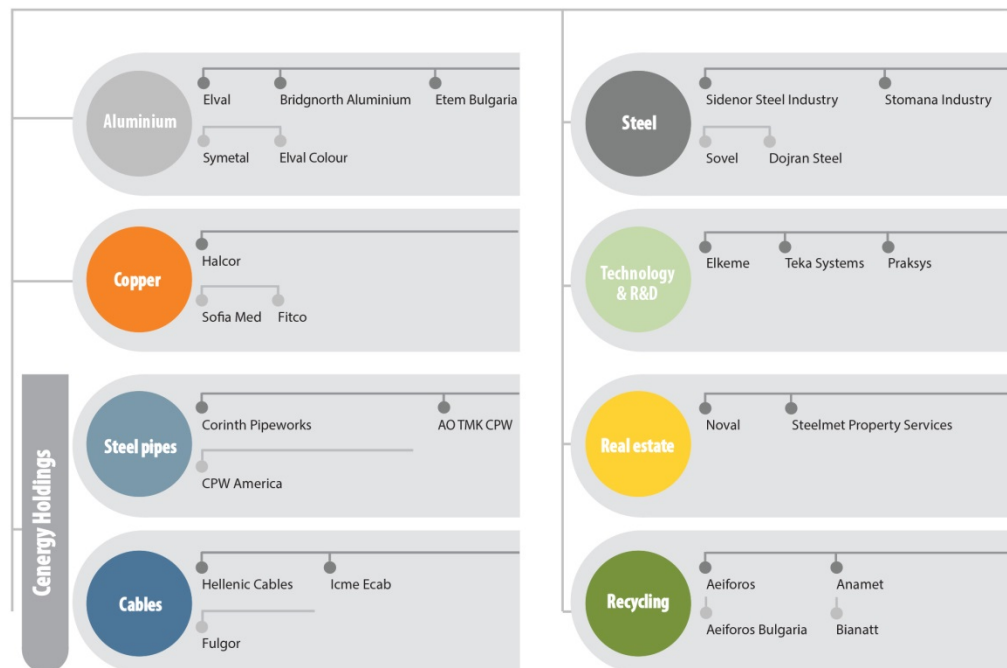 Aluminium
Elval
Bridgnorth Aluminium
Etem Bulgaria
Symetal
Elval Colour
Copper
Halcor
Sofia Med
Fitco
Cenergy Holdings
Steel pipes
Corinth Pipeworks
AO TMK CPW
CPW America
Cables
Hellenic Cables
Icme Ecab
Fulgor
Steel
Sidenor Steel Industry
Stomana Industry
Sovel
Dojran Steel
Technology
& R&D
Elkeme
Teka Systems
Praksys
Real estate
Noval
Steelmet Property Services
Recycling
Aeiforos
Anamet
Aeiforos Bulgaria
Bianatt